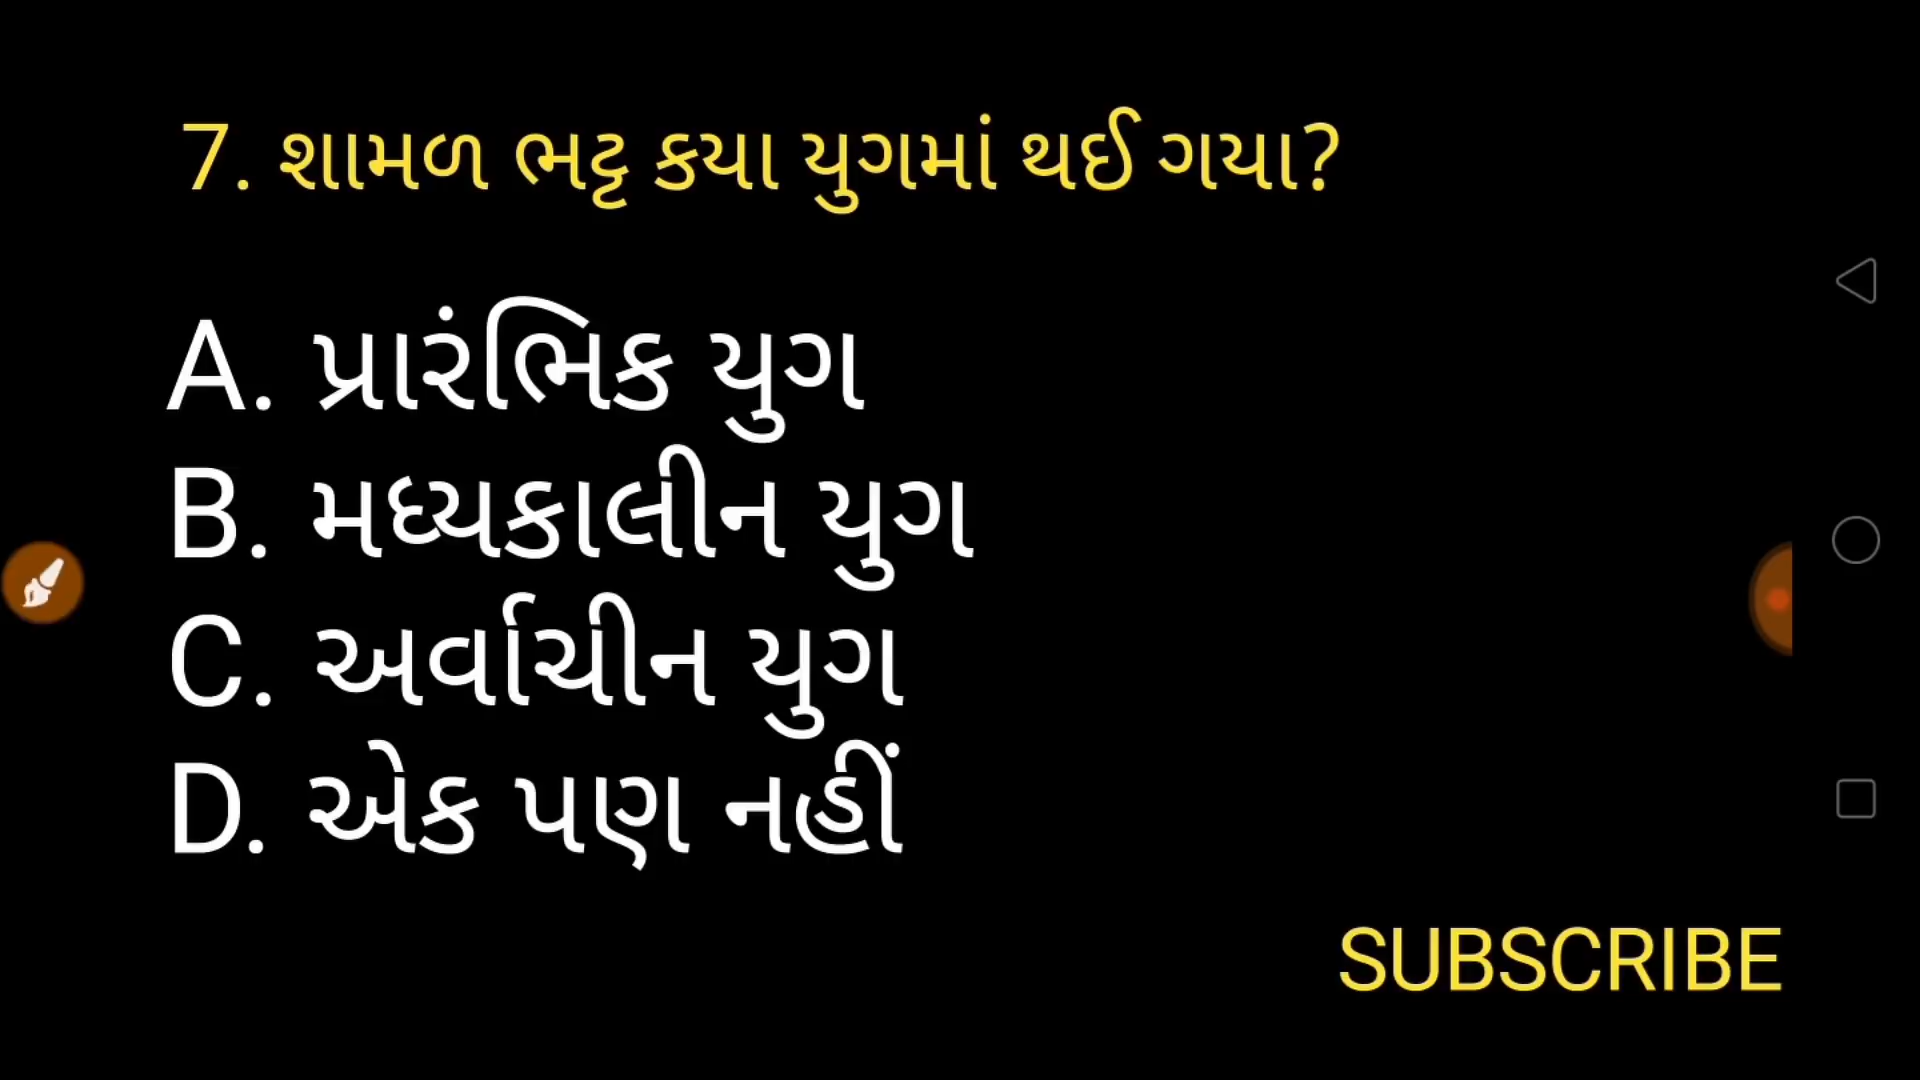 7. શામળ ભટ્ટ કયા યુગમાં થઈ ગયા?
A. પ્રારંભિક યુગ
B. મધ્યકાલીન યુગ
C. અર્વાચીન યુગ
D. એક પણ નહીં
SUBSCRIBE